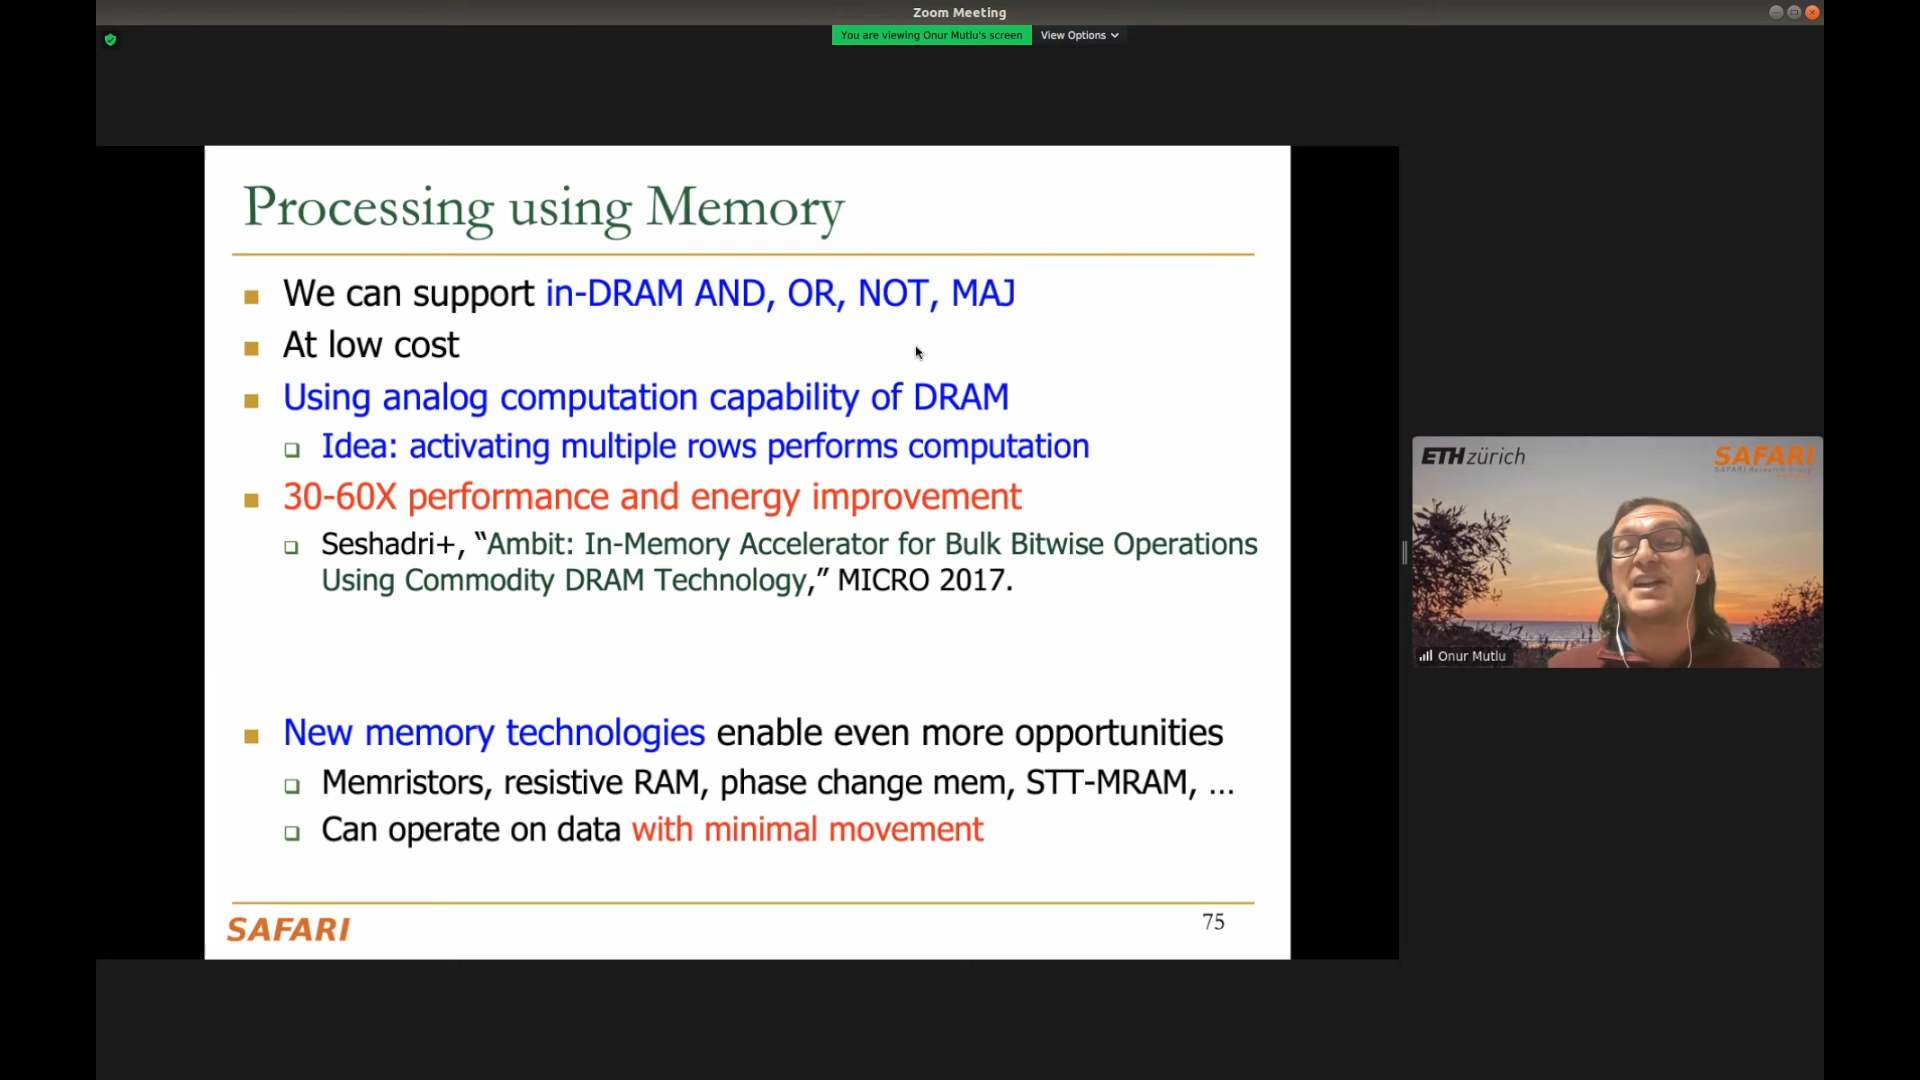 Zoom Meeting
You are viewing Onur Mutlu's screen
View Options
Processing using Memory
We can support in-DRAM AND, OR, NOT, MAJ
At low cost
Using analog computation capability of DRAM
Idea: activating multiple rows performs computation
30-60X performance and energy improvement
Seshadri+, “Ambit: In-Memory Accelerator for Bulk Bitwise Operations
Using Commodity DRAM Technology,” MICRO 2017.
New memory technologies enable even more opportunities
Memristors, resistive RAM, phase change mem, STT-MRAM, ...
Can operate on data with minimal movement
SAFARI
75
ETH zürich
SAFARI
SAFARI Research Group
Onur Mutlu